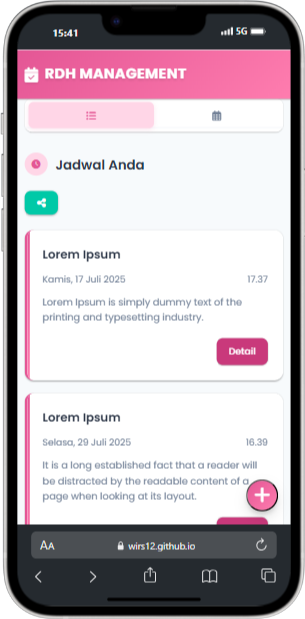 15:41
5G
RDH MANAGEMENT
Jadwal Anda
Lorem Ipsum
Kamis, 17 Juli 2025 17.37
Lorem Ipsum is simply dummy text of the
printing and typesetting industry.
Detail
Lorem Ipsum
Selasa, 29 Juli 2025 16.39
It is a long established fact that a reader will
be distracted by the readable content of a
page when looking at its layout.
AA wirs12.github.io